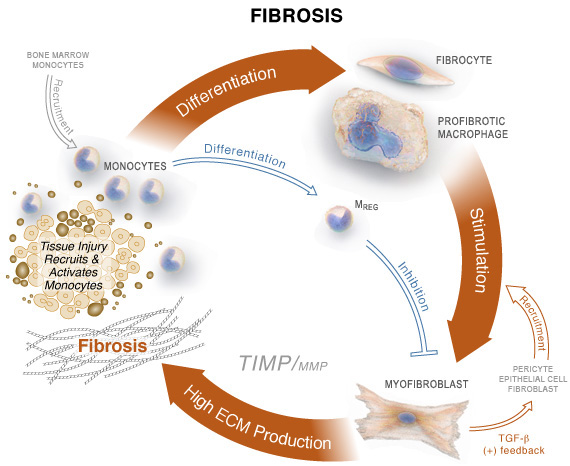 FIBROSIS
BONE MARROW
MONOCYTES
Recruitment
Differentiation
FIBROCYTE
PROFIBROTIC
MACROPHAGE
MONOCYTES
Differentiation
MREG
Tissue Injury
Recruits &
Activates
Monocytes
Stimulation
Inhibition
Recruitment
Fibrosis
TIMP/MMP
PERICYTE
EPITHELIAL CELL
FIBROBLAST
MYOFIBROBLAST
High ECM Production
TGF-β
(+) feedback